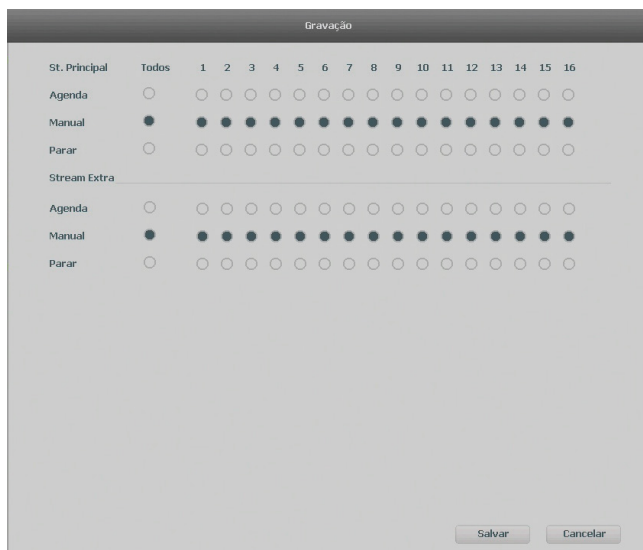 Gravação
St. Principal Todos 1 2 3 4 5 6 7 8 9 10 11 12 13 14 15 16
Agenda
Manual
Parar
Stream Extra
Agenda
Manual
Parar
Salvar Cancelar